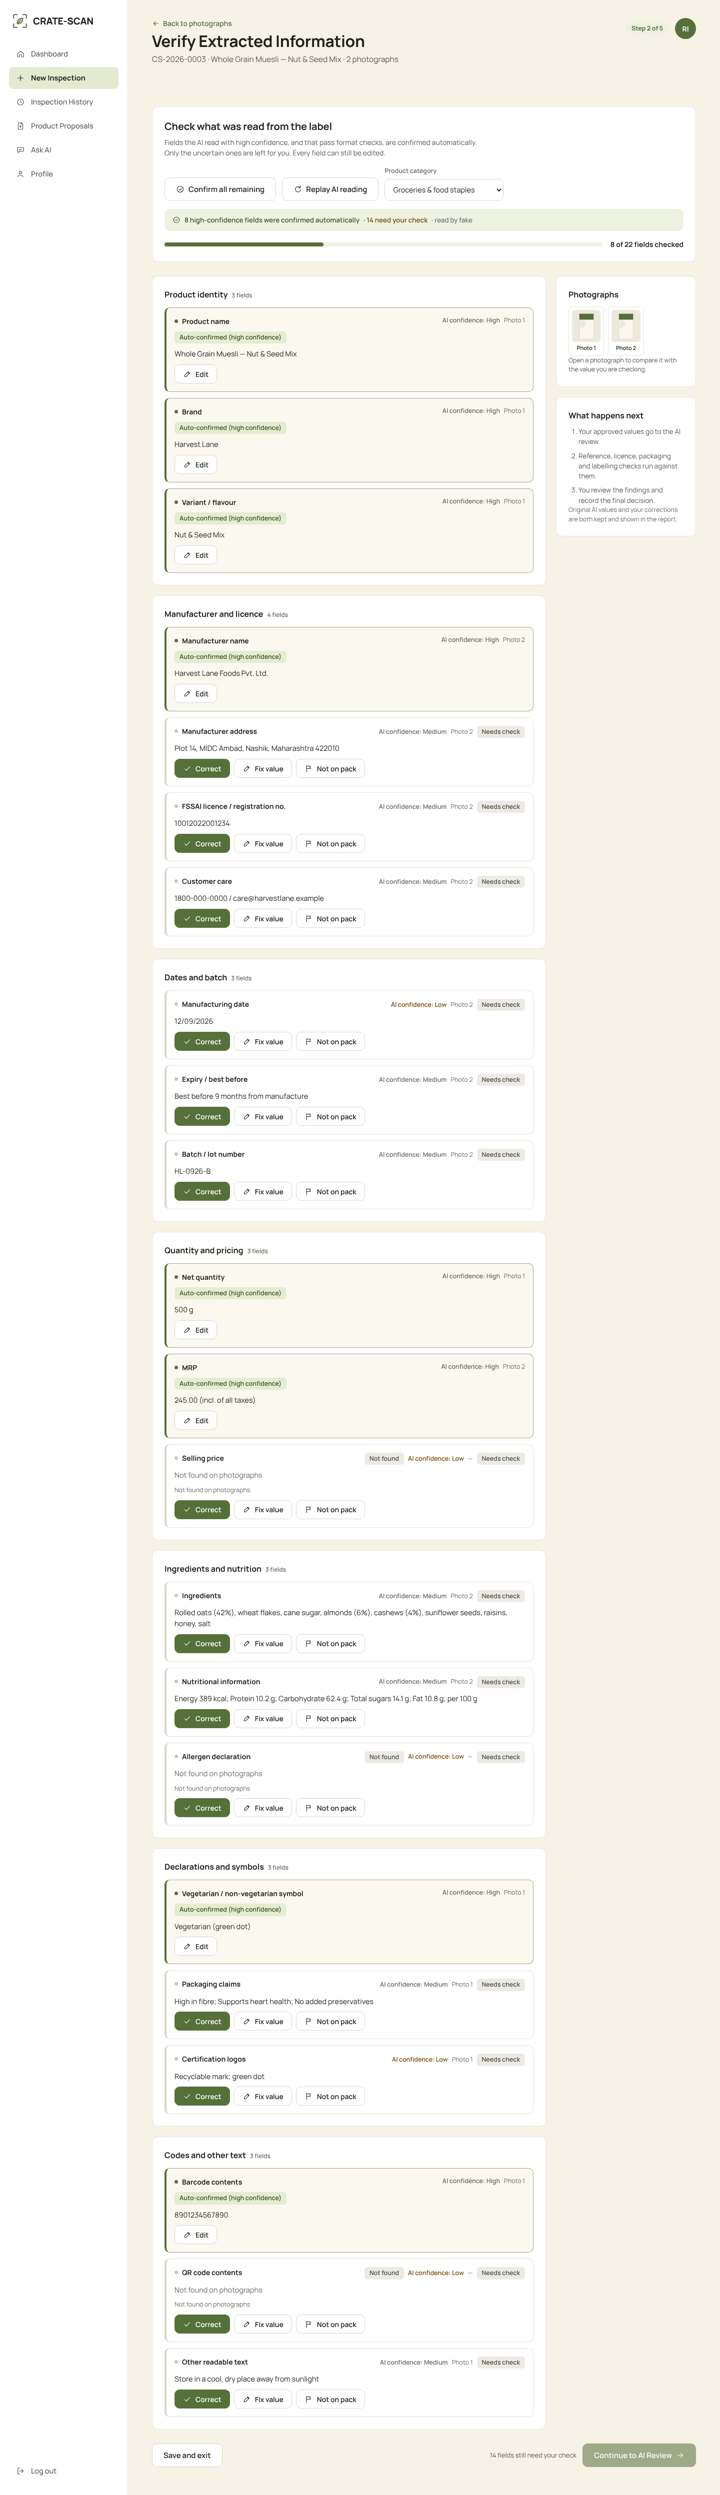 CRATE-SCAN
Dashboard
New Inspection
Inspection History
Product Proposals
Ask AI
Profile
Log out
← Back to photographs
Verify Extracted Information
CS-2026-0003 · Whole Grain Muesli — Nut & Seed Mix · 2 photographs
Step 2 of 5
RI
Check what was read from the label
Fields the AI read with high confidence, and that pass format checks, are confirmed automatically.
Only the uncertain ones are left for you. Every field can still be edited.
Confirm all remaining
Replay AI reading
Product category
Groceries & food staples
8 high-confidence fields were confirmed automatically · 14 need your check · read by fake
8 of 22 fields checked
Product identity 3 fields
Product name AI confidence: High Photo 1
Auto-confirmed (high confidence)
Whole Grain Muesli — Nut & Seed Mix
Edit
Brand AI confidence: High Photo 1
Auto-confirmed (high confidence)
Harvest Lane
Edit
Variant / flavour AI confidence: High Photo 1
Auto-confirmed (high confidence)
Nut & Seed Mix
Edit
Photographs
Photo 1 Photo 2
Open a photograph to compare it with
the value you are checking.
What happens next
1. Your approved values go to the AI
review.
2. Reference, licence, packaging
and labelling checks run against
them.
3. You review the findings and
record the final decision.
Original AI values and your corrections
are both kept and shown in the report.
Manufacturer and licence 4 fields
Manufacturer name AI confidence: High Photo 2
Auto-confirmed (high confidence)
Harvest Lane Foods Pvt. Ltd.
Edit
Manufacturer address AI confidence: Medium Photo 2 Needs check
Plot 14, MIDC Ambad, Nashik, Maharashtra 422010
Correct Fix value Not on pack
FSSAI licence / registration no. AI confidence: Medium Photo 2 Needs check
10012022001234
Correct Fix value Not on pack
Customer care AI confidence: Medium Photo 2 Needs check
1800-000-0000 / care@harvestlane.example
Correct Fix value Not on pack
Dates and batch 3 fields
Manufacturing date AI confidence: Low Photo 2 Needs check
12/09/2026
Correct Fix value Not on pack
Expiry / best before AI confidence: Medium Photo 2 Needs check
Best before 9 months from manufacture
Correct Fix value Not on pack
Batch / lot number AI confidence: Medium Photo 2 Needs check
HL-0926-B
Correct Fix value Not on pack
Quantity and pricing 3 fields
Net quantity AI confidence: High Photo 1
Auto-confirmed (high confidence)
500 g
Edit
MRP AI confidence: High Photo 2
Auto-confirmed (high confidence)
245.00 (incl. of all taxes)
Edit
Selling price Not found AI confidence: Low — Needs check
Not found on photographs
Not found on photographs
Correct Fix value Not on pack
Ingredients and nutrition 3 fields
Ingredients AI confidence: Medium Photo 2 Needs check
Rolled oats (42%), wheat flakes, cane sugar, almonds (6%), cashews (4%), sunflower seeds, raisins,
honey, salt
Correct Fix value Not on pack
Nutritional information AI confidence: Medium Photo 2 Needs check
Energy 389 kcal; Protein 10.2 g; Carbohydrate 62.4 g; Total sugars 14.1 g; Fat 10.8 g; per 100 g
Correct Fix value Not on pack
Allergen declaration Not found AI confidence: Low — Needs check
Not found on photographs
Not found on photographs
Correct Fix value Not on pack
Declarations and symbols 3 fields
Vegetarian / non-vegetarian symbol AI confidence: High Photo 1
Auto-confirmed (high confidence)
Vegetarian (green dot)
Edit
Packaging claims AI confidence: Medium Photo 1 Needs check
High in fibre; Supports heart health; No added preservatives
Correct Fix value Not on pack
Certification logos AI confidence: Low Photo 1 Needs check
Recyclable mark; green dot
Correct Fix value Not on pack
Codes and other text 3 fields
Barcode contents AI confidence: High Photo 1
Auto-confirmed (high confidence)
8901234567890
Edit
QR code contents Not found AI confidence: Low — Needs check
Not found on photographs
Not found on photographs
Correct Fix value Not on pack
Other readable text AI confidence: Medium Photo 1 Needs check
Store in a cool, dry place away from sunlight
Correct Fix value Not on pack
Save and exit
14 fields still need your check
Continue to AI Review →